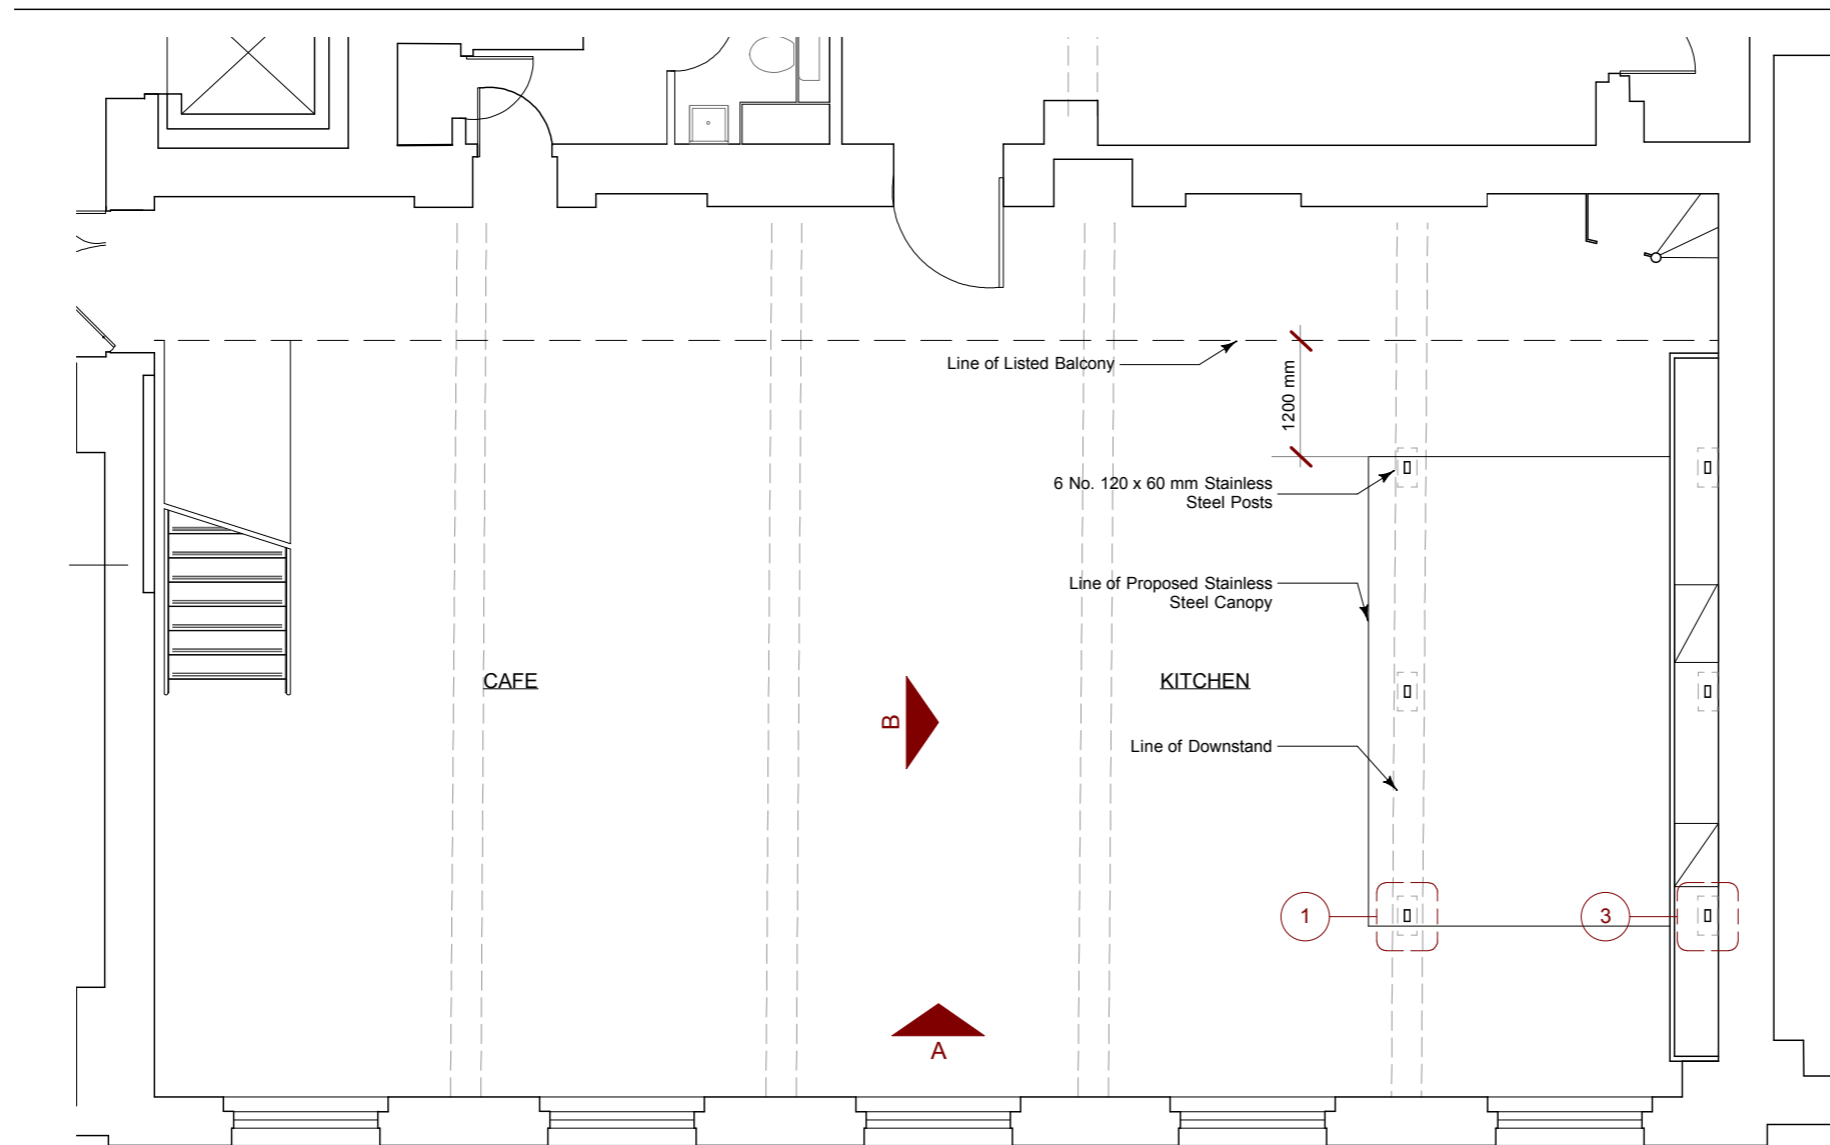 Line of Listed Balcony
1200 mm
6 No. 120 x 60 mm Stainless
Steel Posts
Line of Proposed Stainless
Steel Canopy
CAFE
KITCHEN
B
Line of Downstand
1
3
A